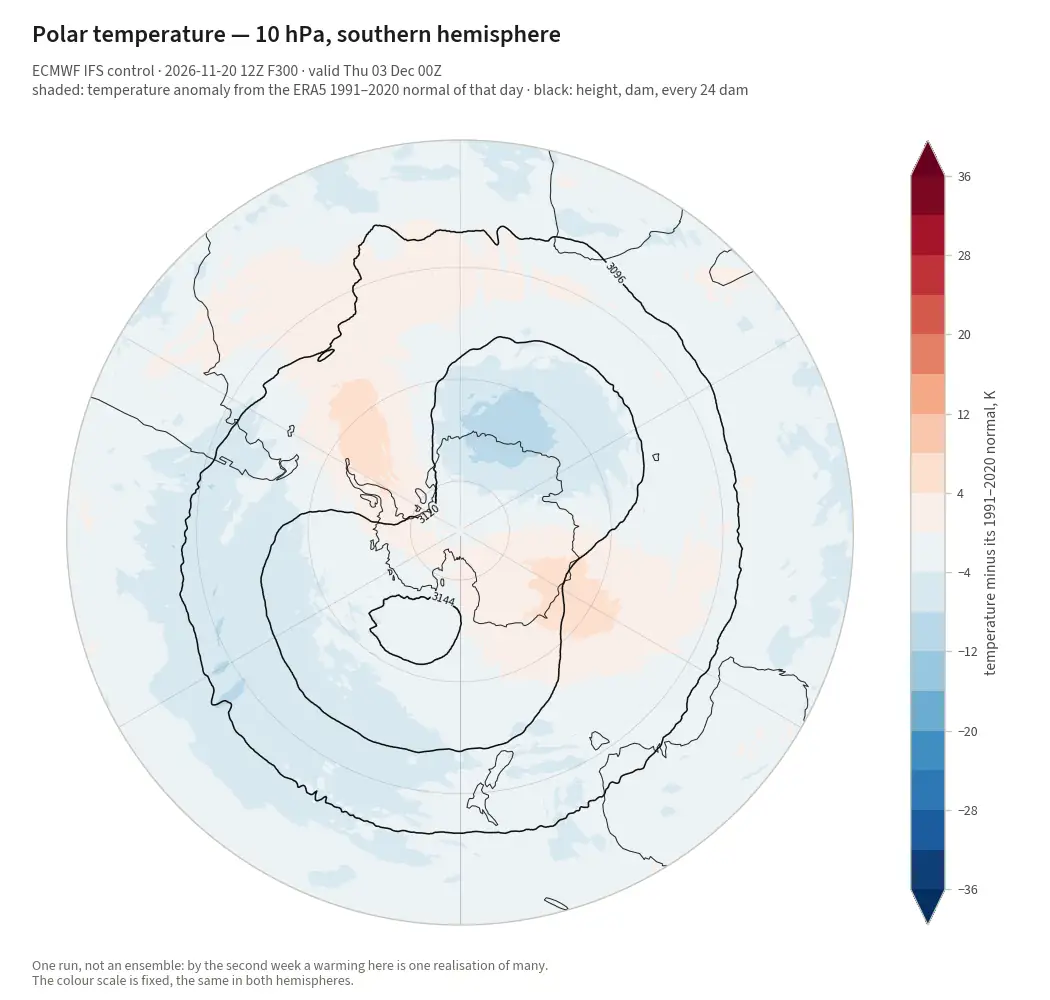 Polar temperature — 10 hPa, southern hemisphere
ECMWF IFS control · 2026-11-20 12Z F300 · valid Thu 03 Dec 00Z
shaded: temperature anomaly from the ERA5 1991–2020 normal of that day · black: height, dam, every 24 dam
3096
3120
3144
36
28
20
12
4
−4
−12
−20
−28
−36
temperature minus its 1991–2020 normal, K
One run, not an ensemble: by the second week a warming here is one realisation of many.
The colour scale is fixed, the same in both hemispheres.